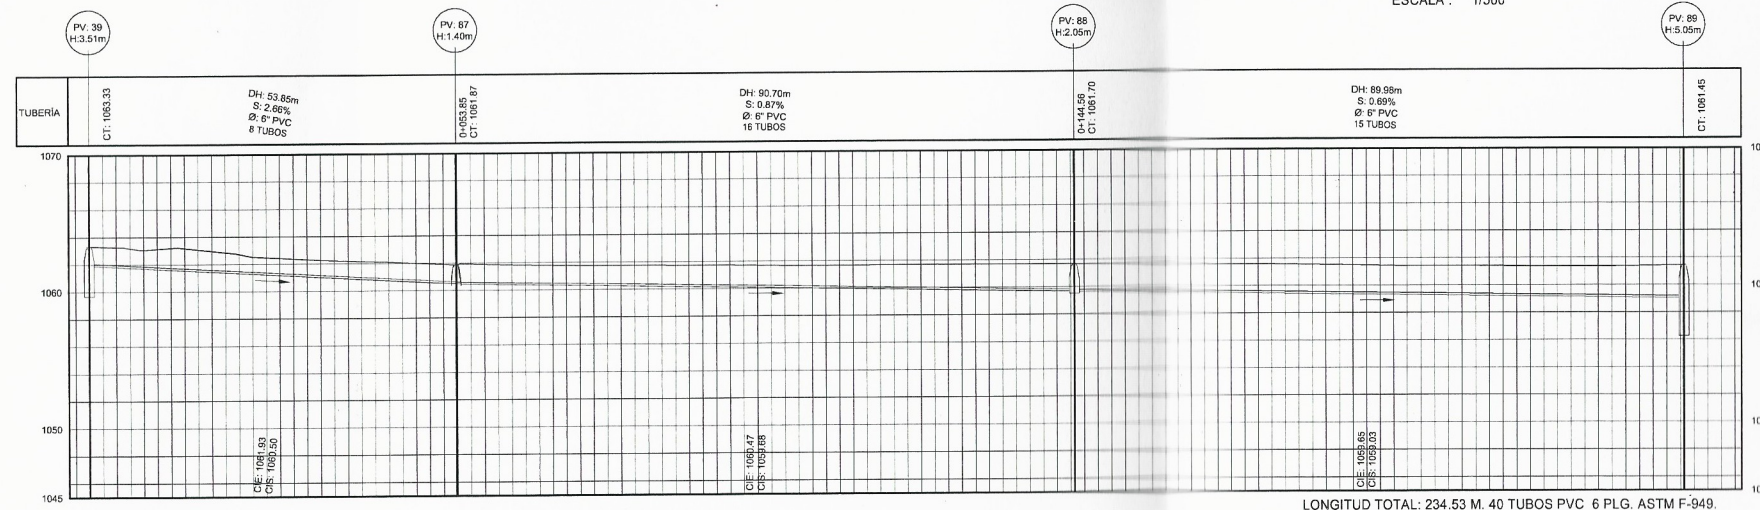 ESCALA : 1/500
PV: 39
H:3.51m
PV: 87
H:1.40m
PV: 88
H:2.05m
PV: 89
H:5.05m
TUBERÍA
CT: 1063.33
DH: 53.85m
S: 2.66%
Ø: 6" PVC
8 TUBOS
0+053.85
CT: 1061.87
DH: 90.70m
S: 0.87%
Ø: 6" PVC
16 TUBOS
0+144.56
CT: 1061.70
DH: 89.98m
S: 0.69%
Ø: 6" PVC
15 TUBOS
CT: 1061.45
1070
1060
1050
1045
CIE: 1061.93
CIS: 1060.50
CIE: 1060.47
CIS: 1059.68
CIE: 1059.65
CIS: 1059.03
LONGITUD TOTAL: 234.53 M. 40 TUBOS PVC 6 PLG. ASTM F-949.